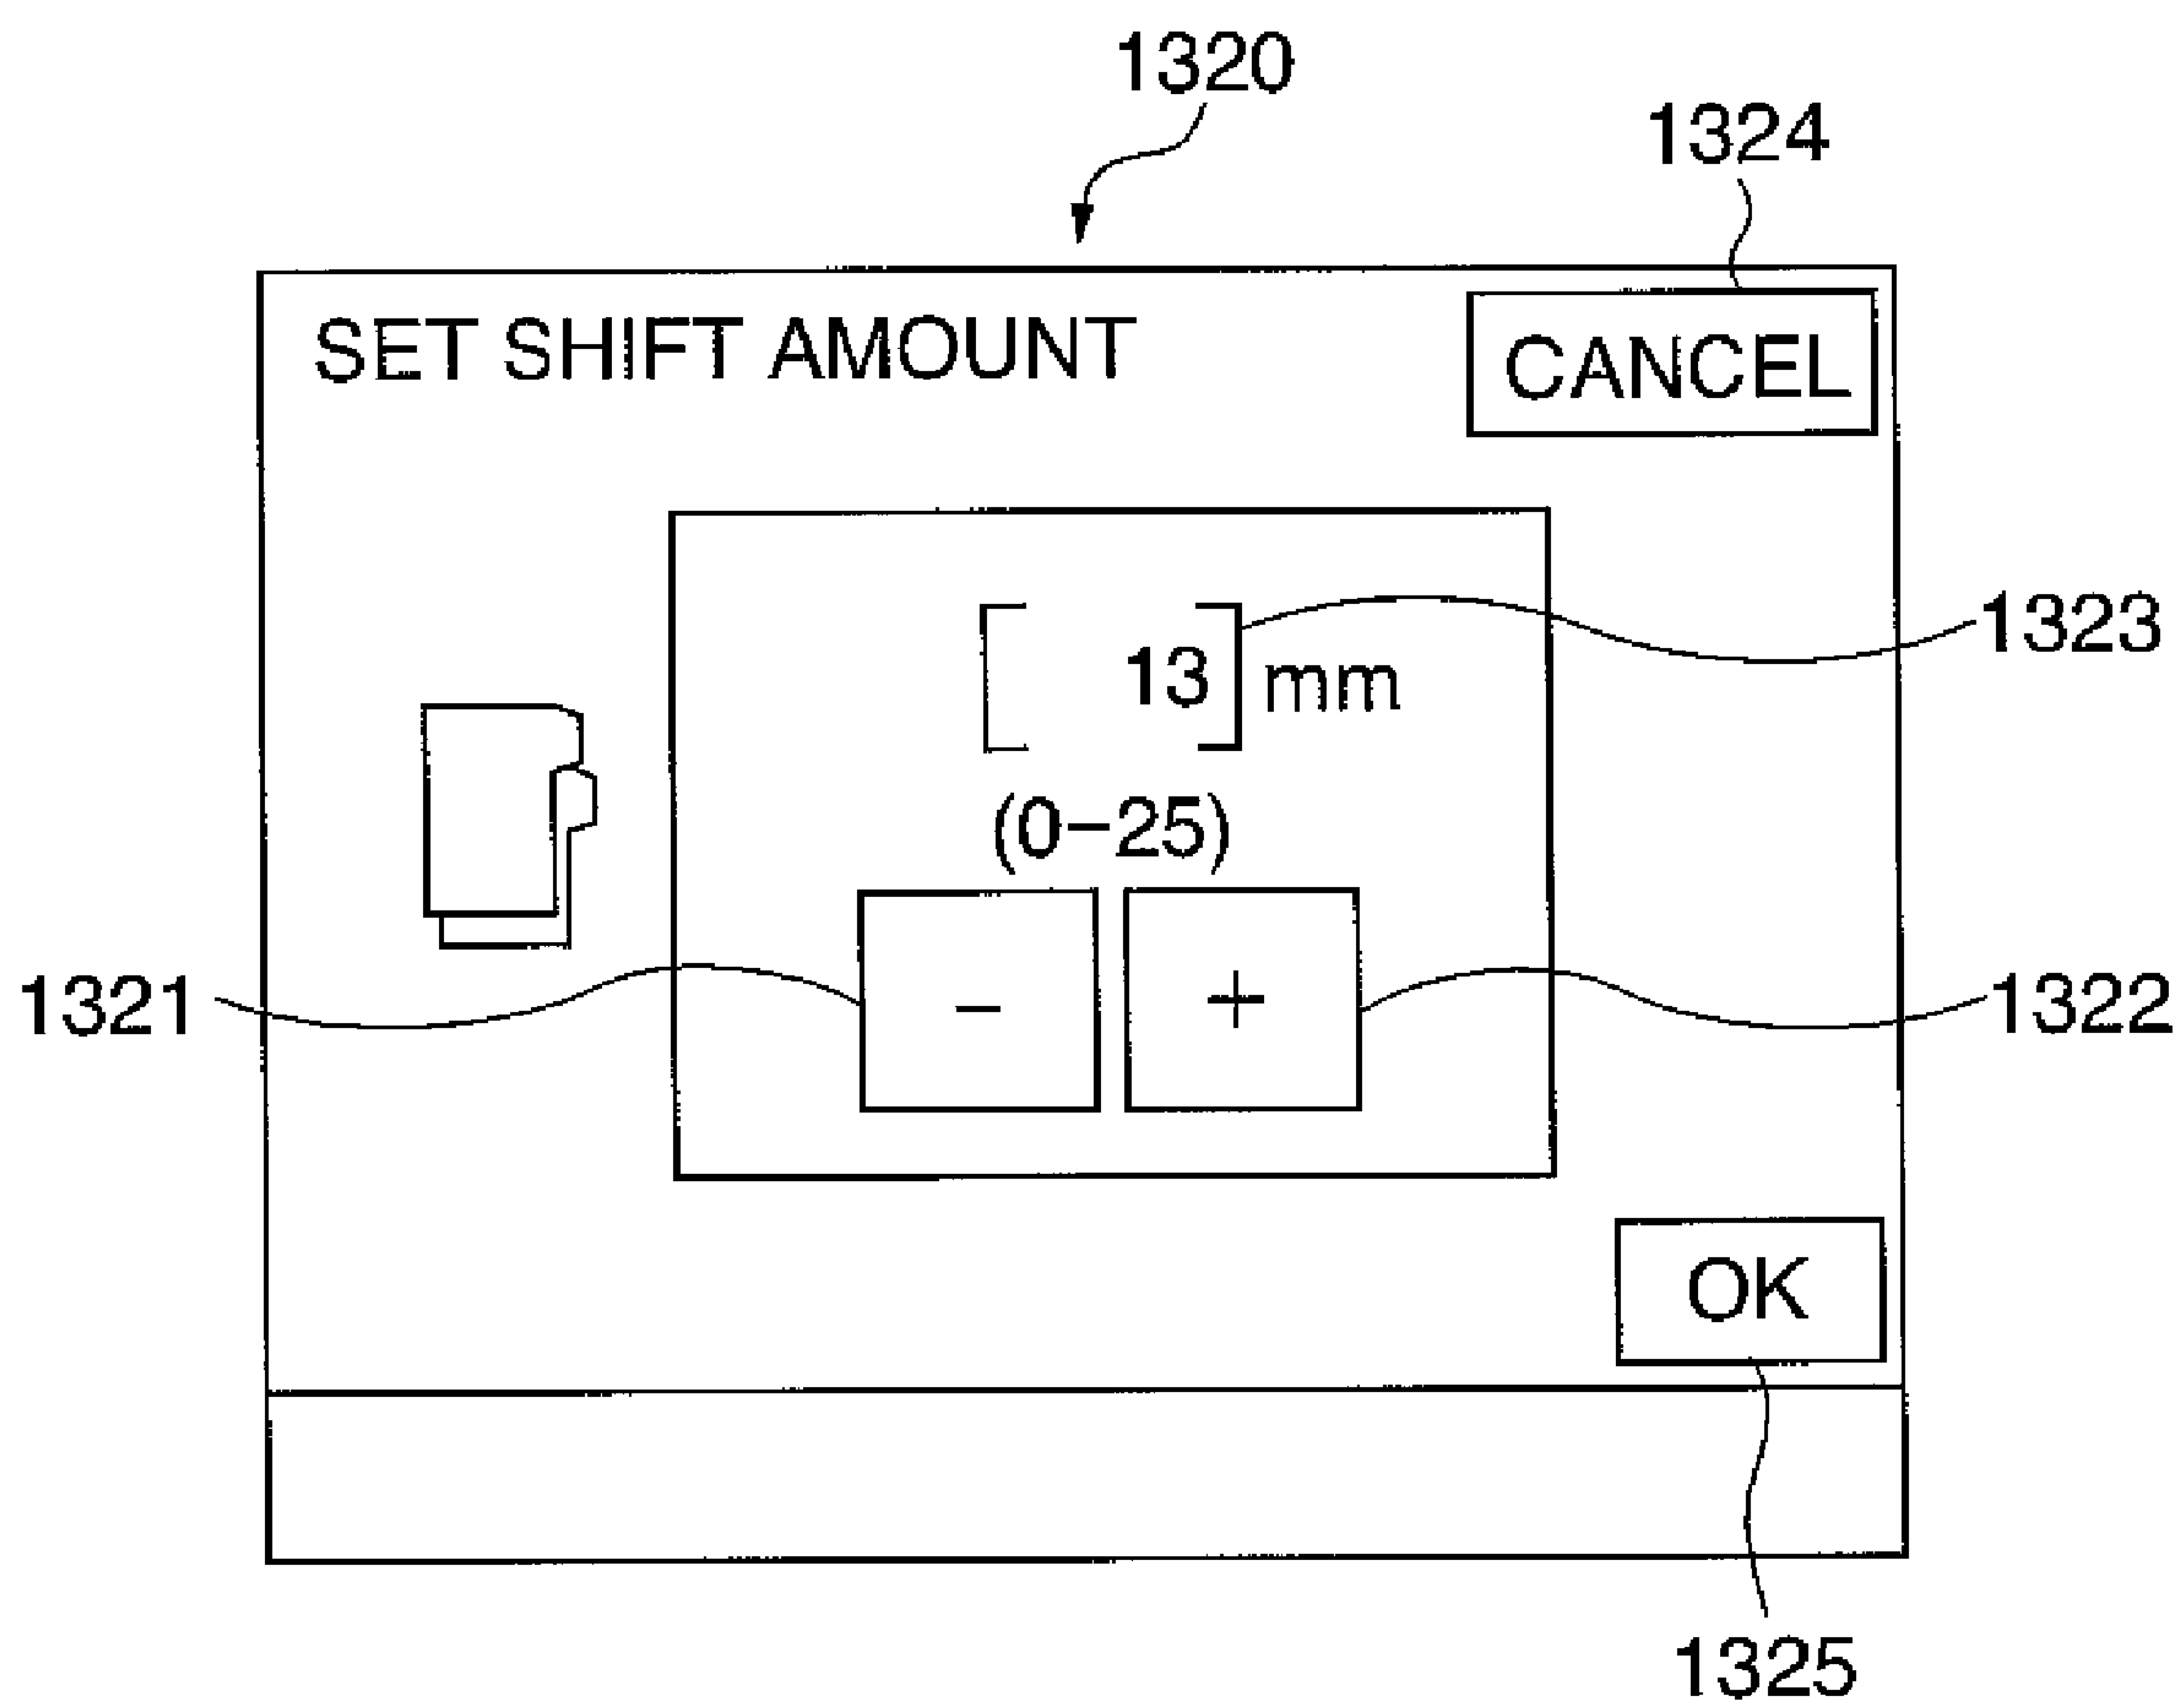 1320
1324
SET SHIFT AMOUNT
CANCEL
1323
[ 13] mm
(0-25)
1321
- +
1322
OK
1325